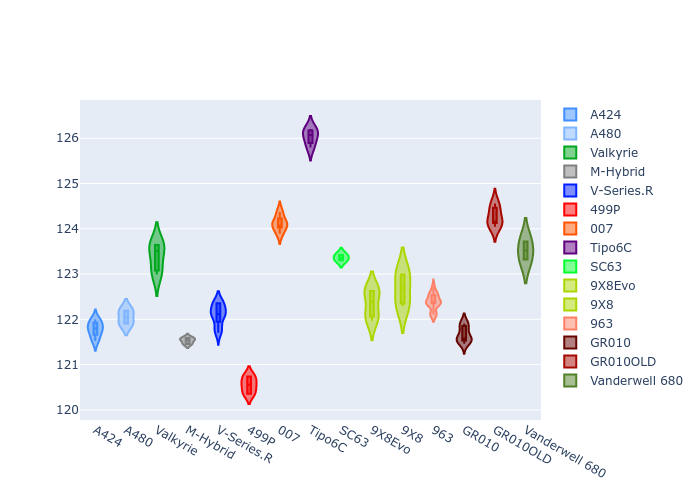 126
125
124
123
122
121
120
A424
A480
Valkyrie
M-Hybrid
V-Series.R
499P
007
Tipo6C
SC63
9X8Evo
9X8
963
GR010
GR010OLD
Vanderwell 680
A424
A480
Valkyrie
M-Hybrid
V-Series.R
499P
007
Tipo6C
SC63
9X8Evo
9X8
963
GR010
GR010OLD
Vanderwell 680